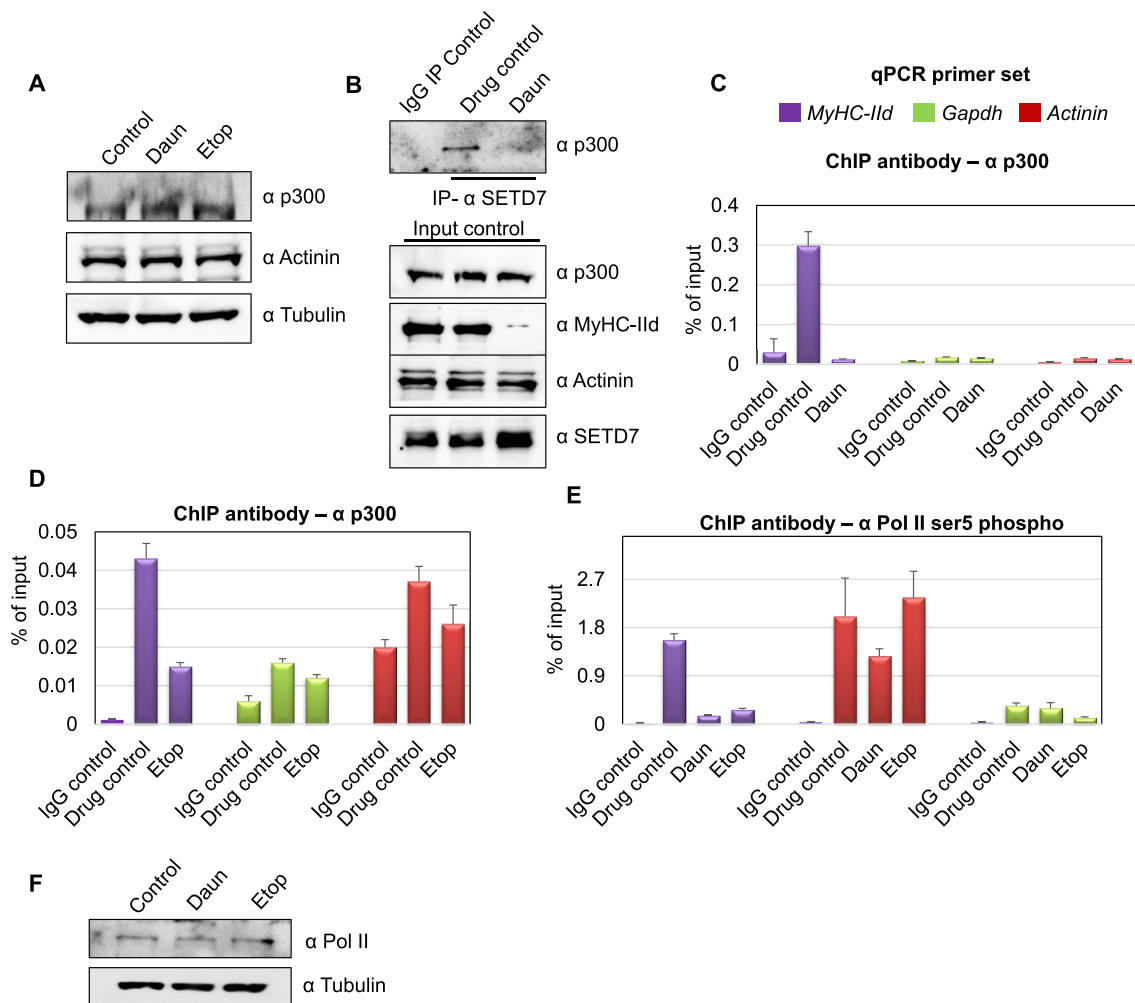 A
Control
Daun
Etop
α p300
α Actinin
α Tubulin
B
IgG IP Control
Drug control
Daun
α p300
IP- α SETD7
Input control
α p300
α MyHC-IId
α Actinin
α SETD7
C
qPCR primer set
MyHC-IId Gapdh Actinin
ChIP antibody – α p300
% of input
0.4
0.3
0.2
0.1
0
IgG control
Drug control
Daun
IgG control
Drug control
Daun
IgG control
Drug control
Daun
D
ChIP antibody – α p300
% of input
0.05
0.04
0.03
0.02
0.01
0
IgG control
Drug control
Etop
IgG control
Drug control
Etop
IgG control
Drug control
Etop
E
ChIP antibody – α Pol II ser5 phospho
% of input
2.7
1.8
0.9
0
IgG control
Drug control
Daun
Etop
IgG control
Drug control
Daun
Etop
IgG control
Drug control
Daun
Etop
F
Control
Daun
Etop
α Pol II
α Tubulin